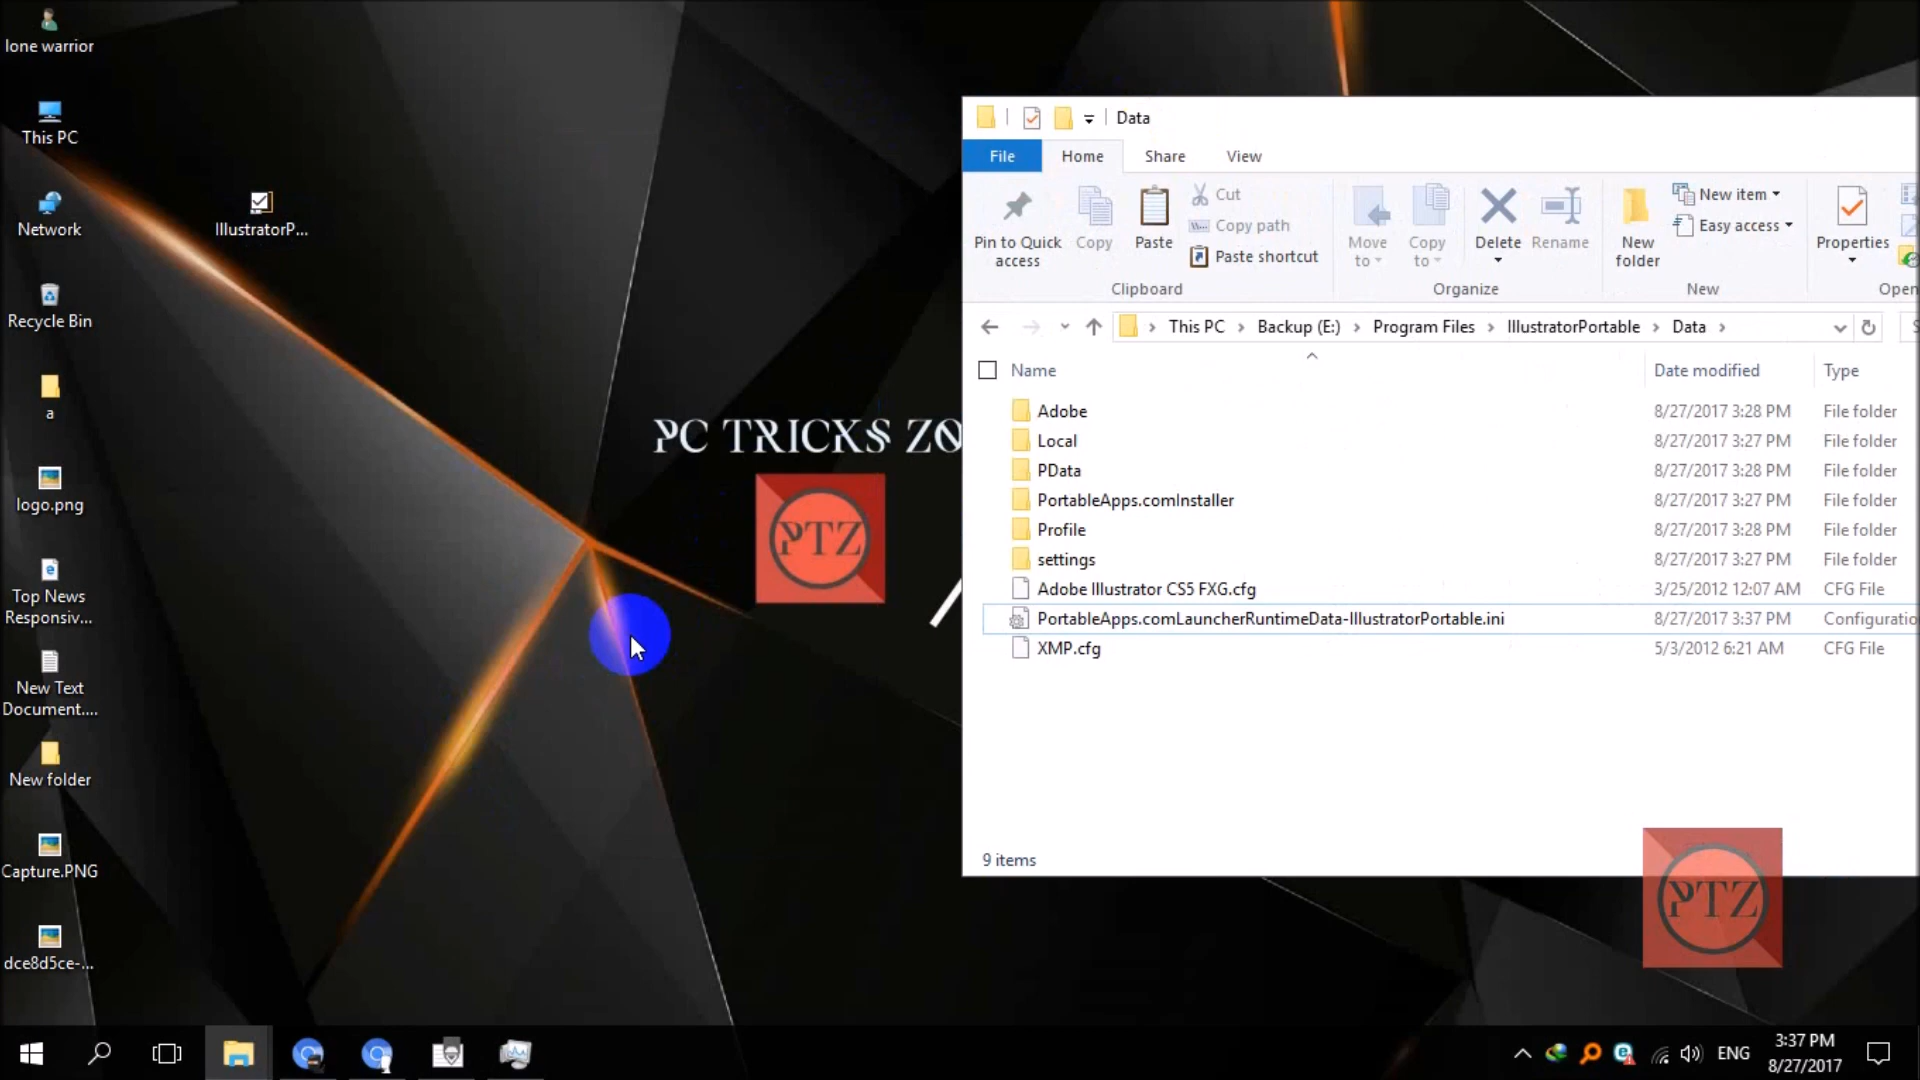 lone warrior
This PC
Network
Recycle Bin
a
logo.png
Top News
Responsiv...
New Text
Document....
New folder
Capture.PNG
dce8d5ce-...
IllustratorP...
PC TRICKS ZO
PTZ
Data
File Home Share View
Pin to Quick
access
Copy
Paste
Cut
Copy path
Paste shortcut
Clipboard
Move
to
Copy
to
Delete
Rename
Organize
New
folder
New item
Easy access
New
Properties
Open
This PC > Backup (E:) > Program Files > IllustratorPortable > Data >
Name Date modified Type
Adobe 8/27/2017 3:28 PM File folder
Local 8/27/2017 3:27 PM File folder
PData 8/27/2017 3:28 PM File folder
PortableApps.comInstaller 8/27/2017 3:27 PM File folder
Profile 8/27/2017 3:28 PM File folder
settings 8/27/2017 3:27 PM File folder
Adobe Illustrator CS5 FXG.cfg 3/25/2012 12:07 AM CFG File
PortableApps.comLauncherRuntimeData-IllustratorPortable.ini 8/27/2017 3:37 PM Configuratio
XMP.cfg 5/3/2012 6:21 AM CFG File
9 items
PTZ
ENG
3:37 PM
8/27/2017